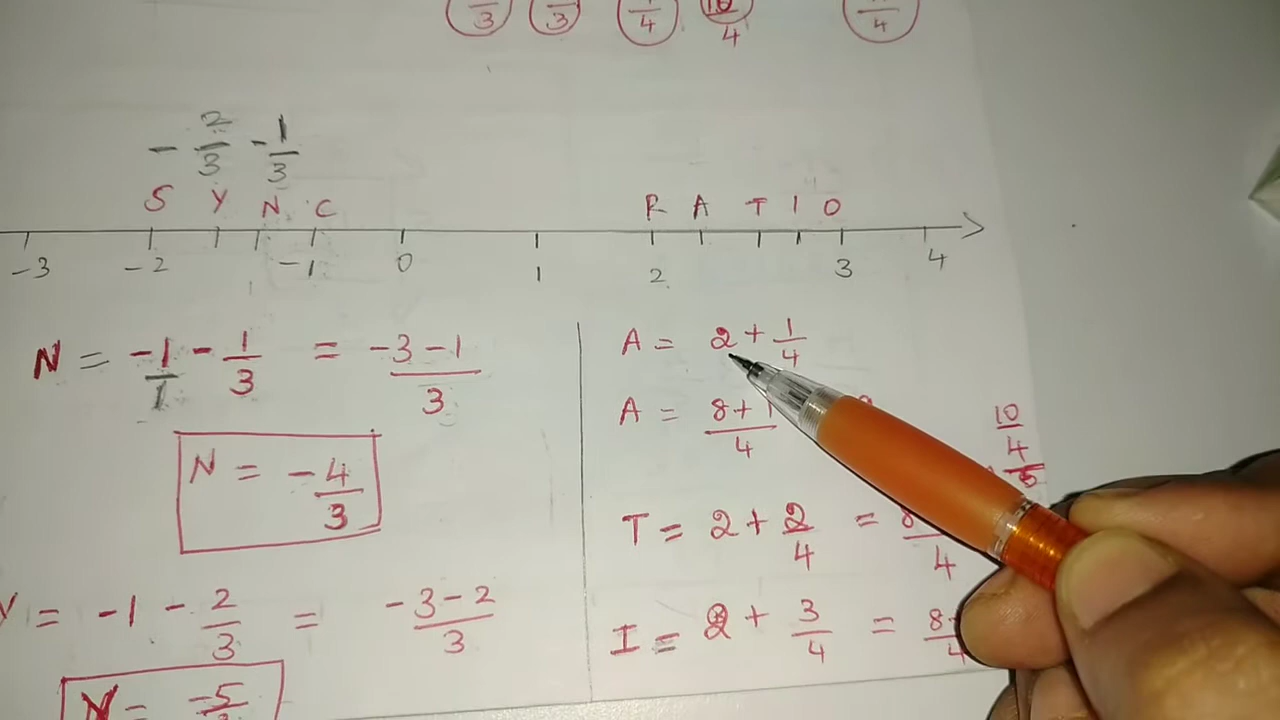 - 2/3 - 1/3
S Y N C R A T I O
-3 -2 -1 0 1 2 3 4
N = -1/1 - 1/3 = -3-1/3
N = -4/3
Y = -1 - 2/3 = -3-2/3
A = 2 + 1/4
A = 8+1/4
10/4
T = 2 + 2/4 =
I = 2 + 3/4 =